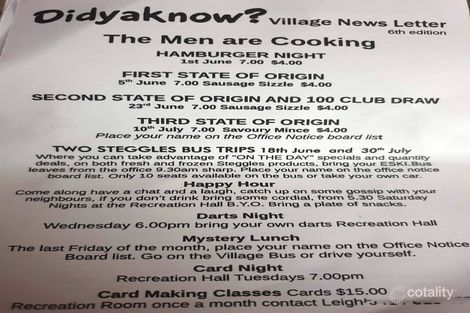 Didyaknow? Village News Letter
6th edition
The Men are Cooking
HAMBURGER NIGHT
1st June 7.00 $4.00
FIRST STATE OF ORIGIN
5th June 7.00 Sausage Sizzle $4.00
SECOND STATE OF ORIGIN AND 100 CLUB DRAW
23rd June 7.00 Sausage Sizzle $4.00
THIRD STATE OF ORIGIN
10th July 7.00 Savoury Mince $4.00
Place your name on the Office Notice board list
TWO STEGGLES BUS TRIPS 18th June and 30th July
Where you can take advantage of "ON THE DAY" specials and quantity
deals, on both fresh and frozen Steggles products, bring your ESKI.Bus
leaves from the office 9.30am sharp. Place your name on the office notice
board list. Only 10 seats available on the bus or take your own car.
Happy Hour
Come along have a chat and a laugh, catch up on some gossip with your
neighbours, if you don't bring some cordial, from 5.30 Saturday
Nights at the Recreation Hall B.Y.O. Bring a plate of snacks.
Darts Night
Wednesday 6.00pm bring your own darts Recreation Hall
Mystery Lunch
The last Friday of the month, place your name on the Office Notice
Board list. Go on the Village Bus or drive yourself.
Card Night
Recreation Hall Tuesdays 7.00pm
Card Making Classes Cards $15.00
Recreation Room once a month contact Leigh
cotality